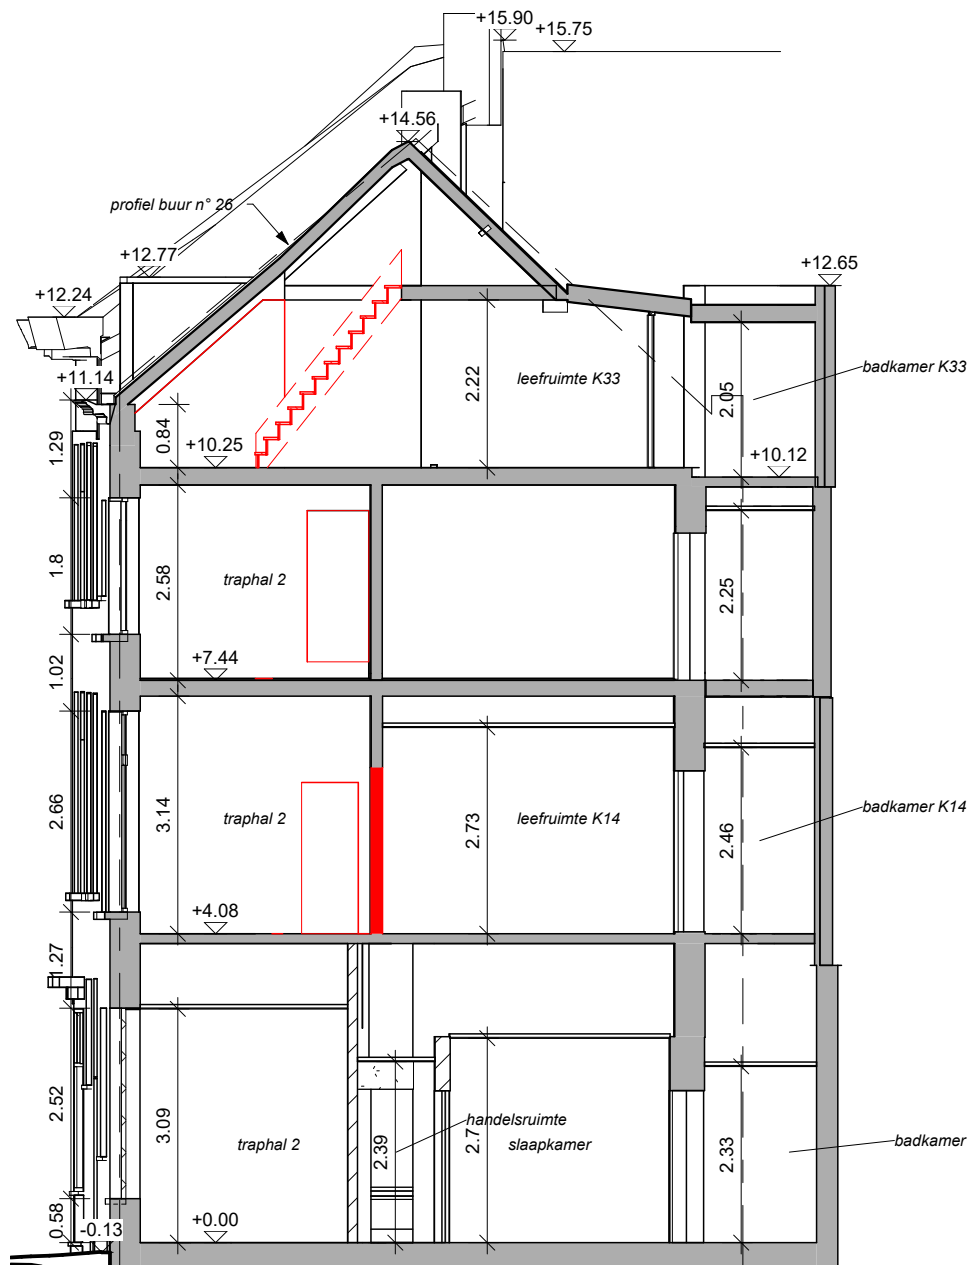 +15.90
+15.75
+14.56
profiel buur n° 26
+12.77
+12.65
+12.24
+11.14
leefruimte K33
badkamer K33
2.22
2.05
1.29
0.84
+10.25
+10.12
1.8
2.58
traphal 2
2.25
+7.44
1.02
2.66
3.14
traphal 2
2.73
leefruimte K14
2.46
badkamer K14
+4.08
1.27
2.52
3.09
traphal 2
2.39
handelsruimte
2.7
slaapkamer
2.33
badkamer
0.58
-0.13
+0.00